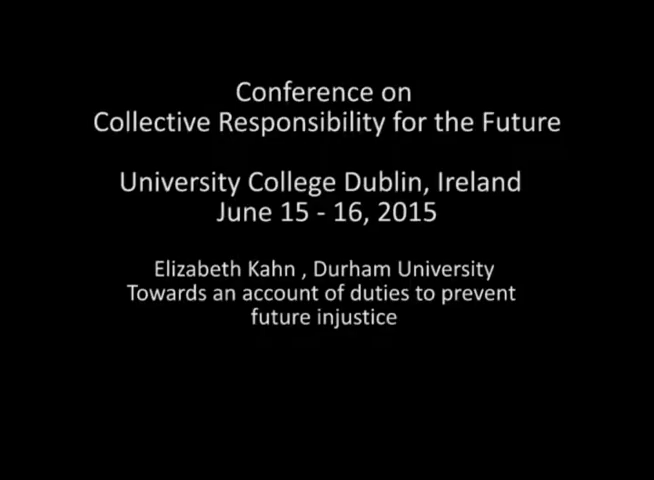 Conference on
Collective Responsibility for the Future
University College Dublin, Ireland
June 15 - 16, 2015
Elizabeth Kahn , Durham University
Towards an account of duties to prevent
future injustice